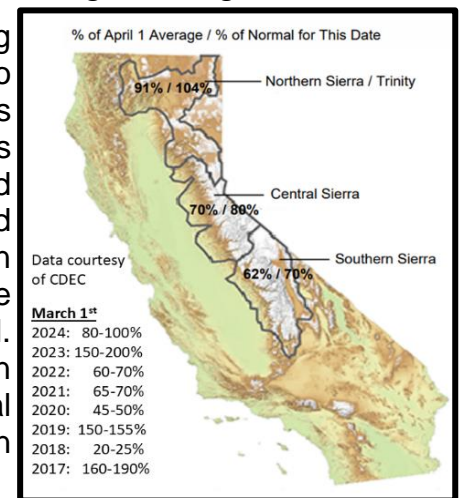 % of April 1 Average / % of Normal for This Date
91% / 104%
Northern Sierra / Trinity
Central Sierra
70% / 80%
Southern Sierra
62% / 70%
Data courtesy
of CDEC
March 1st
2024: 80-100%
2023: 150-200%
2022: 60-70%
2021: 65-70%
2020: 45-50%
2019: 150-155%
2018: 20-25%
2017: 160-190%